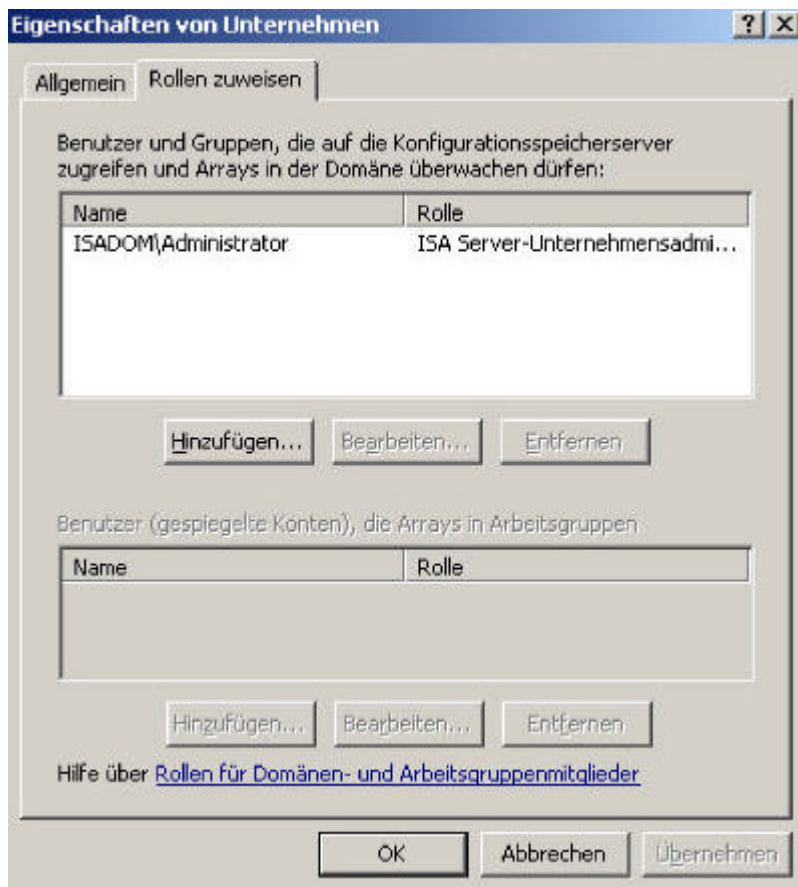 Eigenschaften von Unternehmen
Allgemein Rollen zuweisen
Benutzer und Gruppen, die auf die Konfigurationsspeicherserver
zugreifen und Arrays in der Domäne überwachen dürfen:
Name Rolle
ISADOM\Administrator ISA Server-Unternehmensadmi...
Hinzufügen... Bearbeiten... Entfernen
Benutzer (gespiegelte Konten), die Arrays in Arbeitsgruppen
Name Rolle
Hinzufügen... Bearbeiten... Entfernen
Hilfe über Rollen für Domänen- und Arbeitsgruppenmitglieder
OK Abbrechen Übernehmen